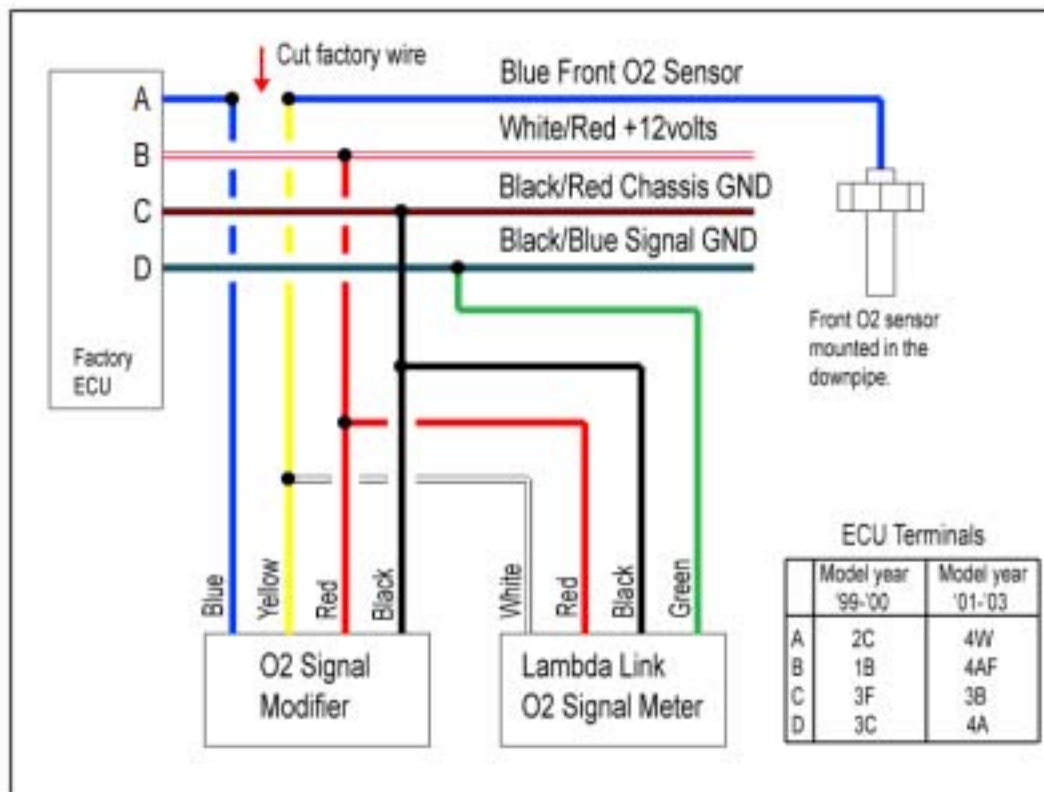 Cut factory wire
A
Blue Front O2 Sensor
White/Red +12volts
B
Black/Red Chassis GND
C
Black/Blue Signal GND
D
Factory
ECU
Front O2 sensor
mounted in the
downpipe.
Blue
Yellow
Red
Black
White
Red
Black
Green
O2 Signal
Modifier
Lambda Link
O2 Signal Meter
ECU Terminals
Model year Model year
'99-'00 '01-'03
A 2C 4W
B 1B 4AF
C 3F 3B
D 3C 4A